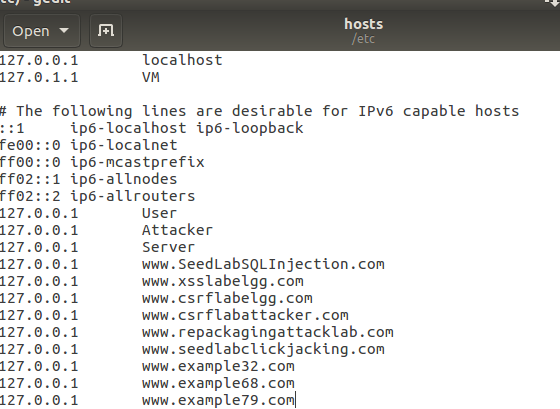 Open
hosts
/etc
127.0.0.1 localhost
127.0.1.1 VM
# The following lines are desirable for IPv6 capable hosts
::1 ip6-localhost ip6-loopback
fe00::0 ip6-localnet
ff00::0 ip6-mcastprefix
ff02::1 ip6-allnodes
ff02::2 ip6-allrouters
127.0.0.1 User
127.0.0.1 Attacker
127.0.0.1 Server
127.0.0.1 www.SeedLabSQLInjection.com
127.0.0.1 www.xsslabelgg.com
127.0.0.1 www.csrflabelgg.com
127.0.0.1 www.csrflabattacker.com
127.0.0.1 www.repackagingattacklab.com
127.0.0.1 www.seedlabclickjacking.com
127.0.0.1 www.example32.com
127.0.0.1 www.example68.com
127.0.0.1 www.example79.com